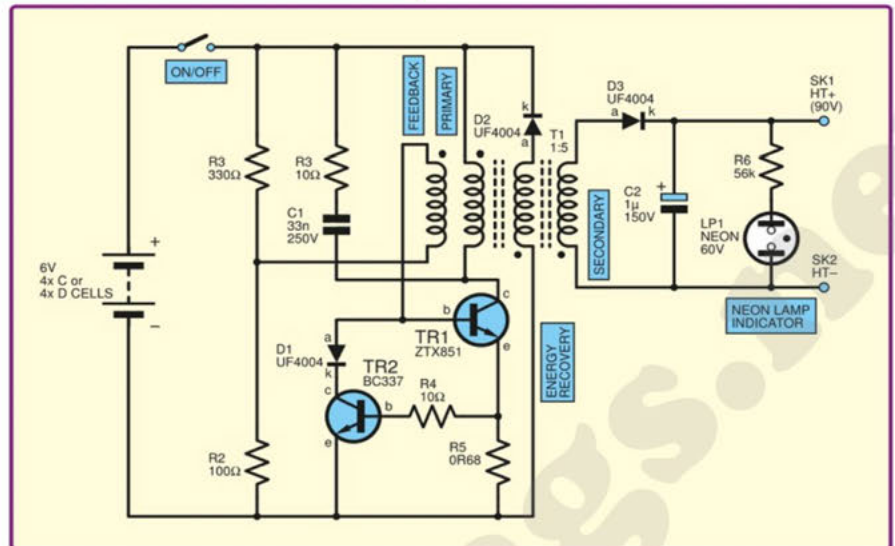 ON/OFF
FEEDBACK
PRIMARY
D2
UF4004
k
a
T1
1:5
D3
UF4004
a
k
SK1
HT+
(90V)
R3
330Ω
R3
10Ω
C1
33n
250V
SECONDARY
C2
1µ
150V
+
R6
56k
LP1
NEON
60V
SK2
HT–
NEON LAMP
INDICATOR
6V
4x C or
4x D CELLS
+
–
c
b
e
TR1
ZTX851
D1
UF4004
a
k
TR2
BC337
c
b
e
R4
10Ω
ENERGY
RECOVERY
R2
100Ω
R5
0R68